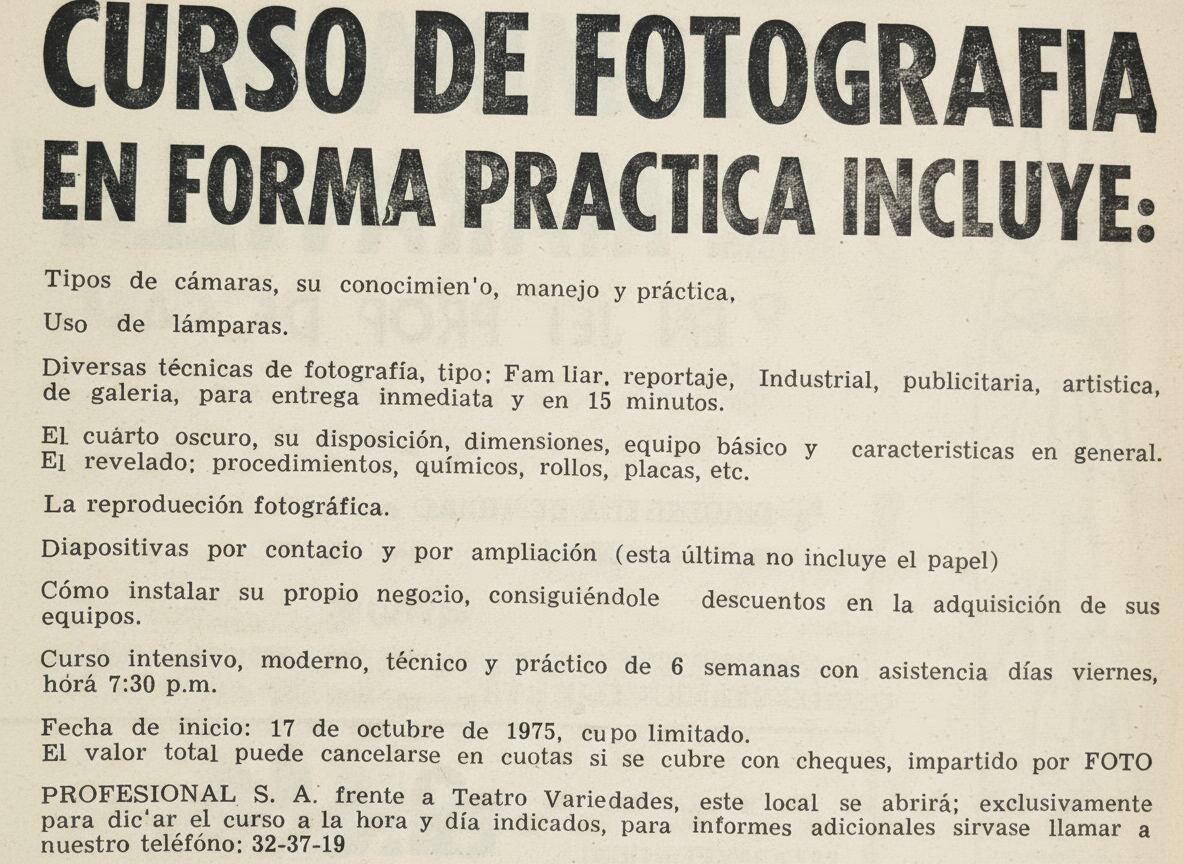 CURSO DE FOTOGRAFIA
EN FORMA PRACTICA INCLUYE:
Tipos de cámaras, su conocimien'o, manejo y práctica,
Uso de lámparas.
Diversas técnicas de fotografía, tipo: Fam liar. reportaje, Industrial, publicitaria, artistica,
de galeria, para entrega inmediata y en 15 minutos.
El cuárto oscuro, su disposición, dimensiones, equipo básico y caracteristicas en general.
El revelado; procedimientos, químicos, rollos, placas, etc.
La reprodueción fotográfica.
Diapositivas por contacio y por ampliación (esta última no incluye el papel)
Cómo instalar su propio negocio, consiguiéndole descuentos en la adquisición de sus
equipos.
Curso intensivo, moderno, técnico y práctico de 6 semanas con asistencia días viernes,
hórá 7:30 p.m.
Fecha de inicio: 17 de octubre de 1975, cupo limitado.
El valor total puede cancelarse en cuotas si se cubre con cheques, impartido por FOTO
PROFESIONAL S. A. frente a Teatro Variedades, este local se abrirá; exclusivamente
para dic'ar el curso a la hora y día indicados, para informes adicionales sirvase llamar a
nuestro teléfóno: 32-37-19